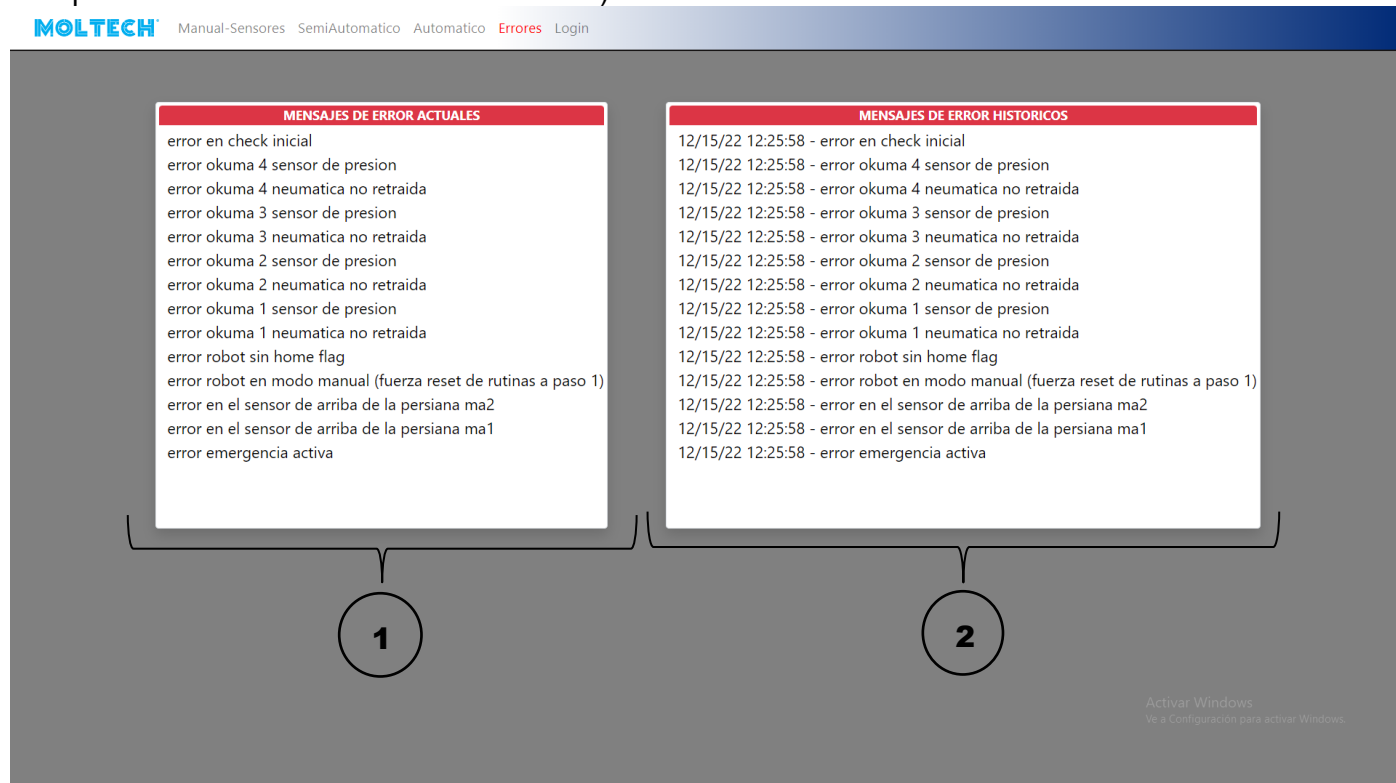 MOLTECH Manual-Sensores SemiAutomatico Automatico Errores Login
MENSAJES DE ERROR ACTUALES
error en check inicial
error okuma 4 sensor de presion
error okuma 4 neumatica no retraida
error okuma 3 sensor de presion
error okuma 3 neumatica no retraida
error okuma 2 sensor de presion
error okuma 2 neumatica no retraida
error okuma 1 sensor de presion
error okuma 1 neumatica no retraida
error robot sin home flag
error robot en modo manual (fuerza reset de rutinas a paso 1)
error en el sensor de arriba de la persiana ma2
error en el sensor de arriba de la persiana ma1
error emergencia activa
MENSAJES DE ERROR HISTORICOS
12/15/22 12:25:58 - error en check inicial
12/15/22 12:25:58 - error okuma 4 sensor de presion
12/15/22 12:25:58 - error okuma 4 neumatica no retraida
12/15/22 12:25:58 - error okuma 3 sensor de presion
12/15/22 12:25:58 - error okuma 3 neumatica no retraida
12/15/22 12:25:58 - error okuma 2 sensor de presion
12/15/22 12:25:58 - error okuma 2 neumatica no retraida
12/15/22 12:25:58 - error okuma 1 sensor de presion
12/15/22 12:25:58 - error okuma 1 neumatica no retraida
12/15/22 12:25:58 - error robot sin home flag
12/15/22 12:25:58 - error robot en modo manual (fuerza reset de rutinas a paso 1)
12/15/22 12:25:58 - error en el sensor de arriba de la persiana ma2
12/15/22 12:25:58 - error en el sensor de arriba de la persiana ma1
12/15/22 12:25:58 - error emergencia activa
1
2
Activar Windows
Ve a Configuración para activar Windows.